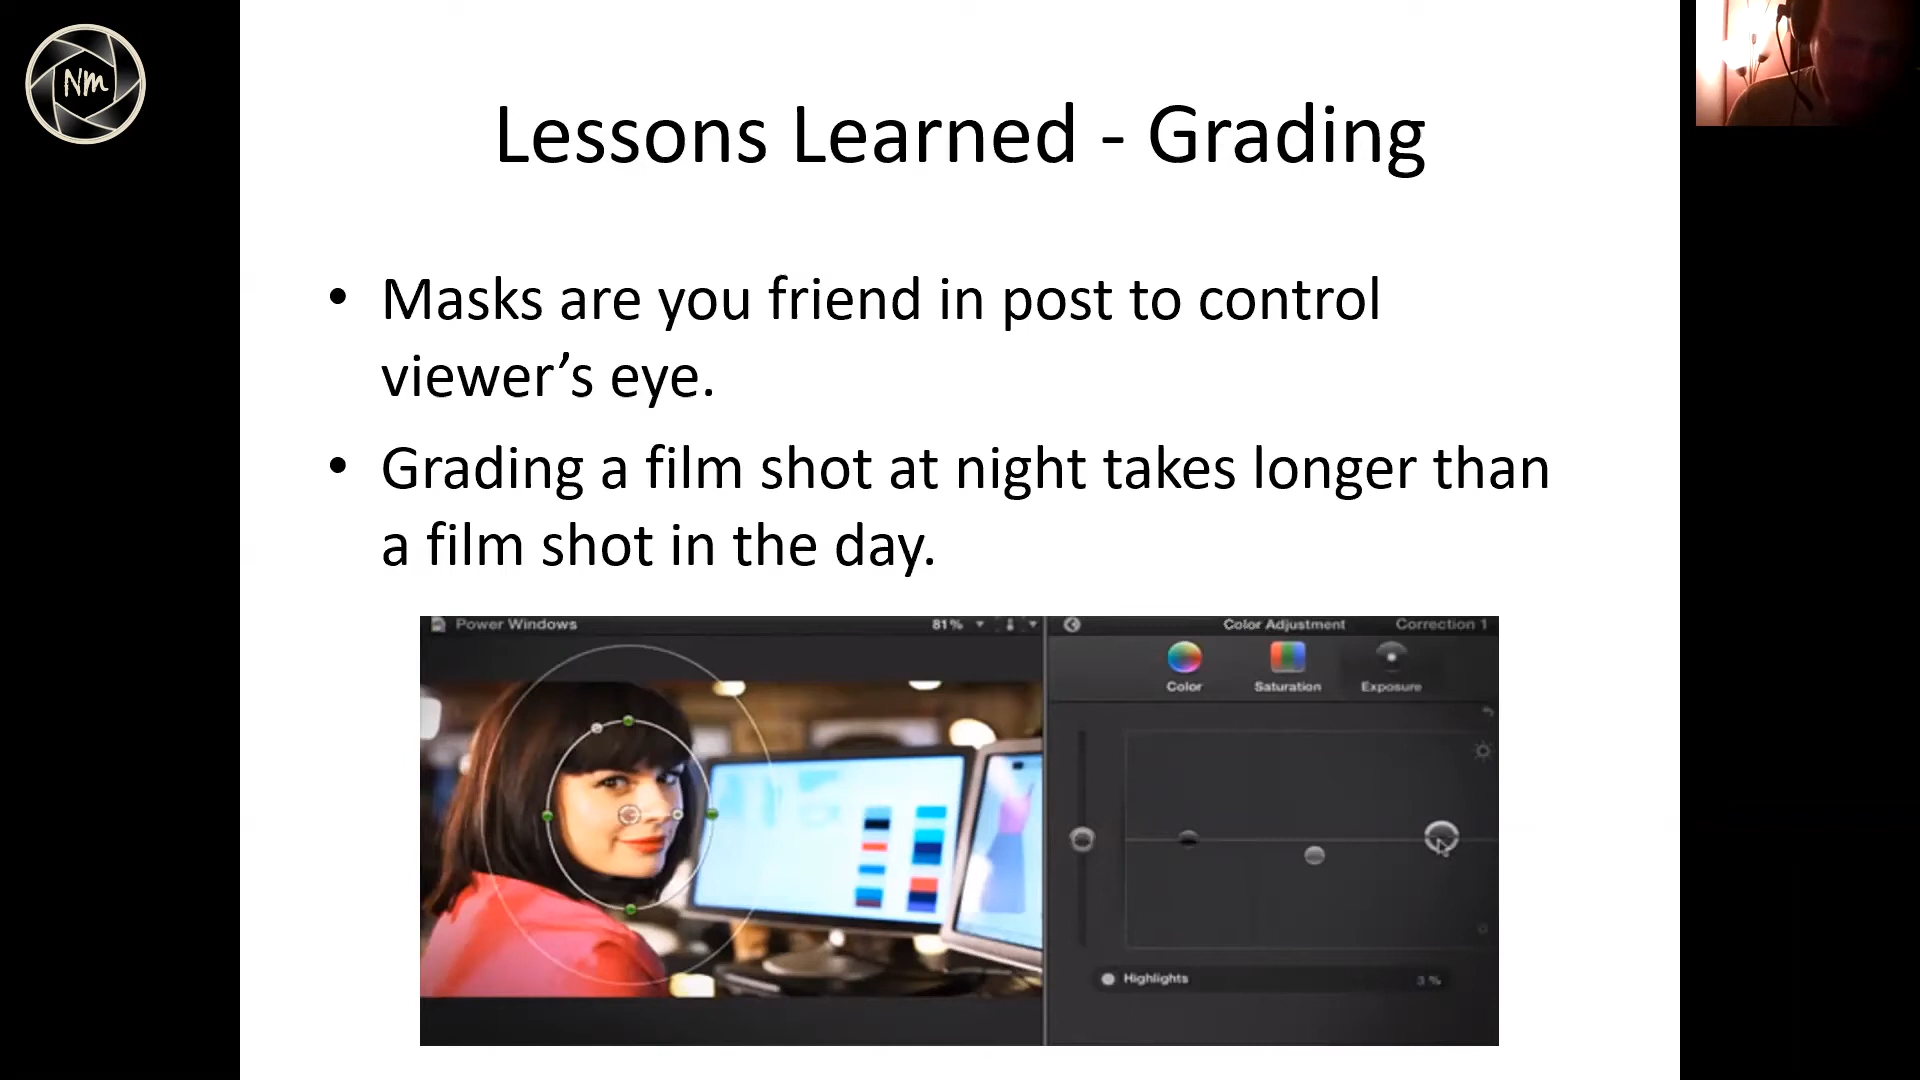 Nm
Lessons Learned - Grading
• Masks are you friend in post to control
viewer’s eye.
• Grading a film shot at night takes longer than
a film shot in the day.
Power Windows 81%
Color Adjustment Correction 1
Color Saturation Exposure
Highlights 3 %